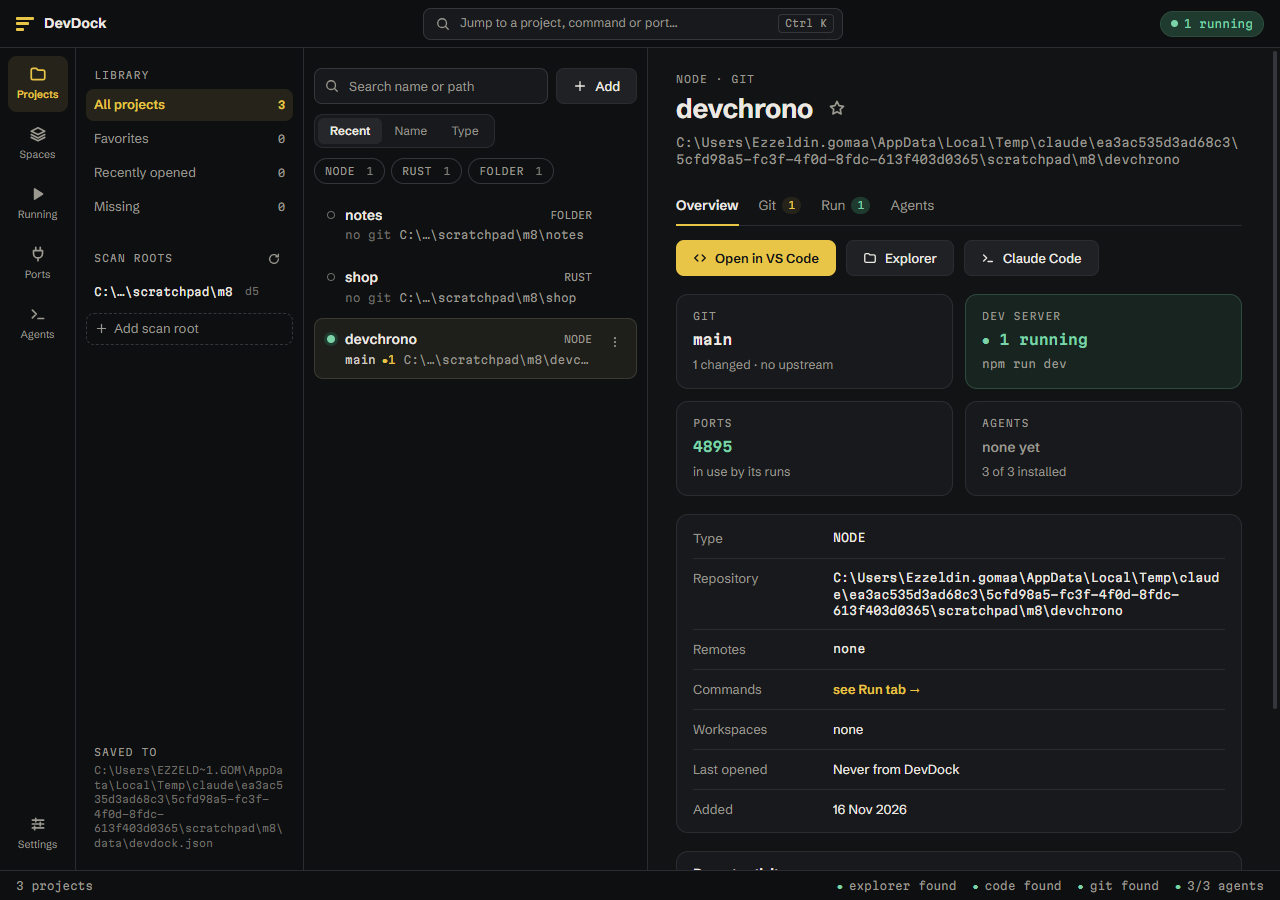 DevDock
Jump to a project, command or port…
Ctrl K
1 running
Projects
Spaces
Running
Ports
Agents
Settings
LIBRARY
All projects 3
Favorites 0
Recently opened 0
Missing 0
SCAN ROOTS
C:\…\scratchpad\m8 d5
Add scan root
SAVED TO
C:\Users\EZZELD~1.GOM\AppDa
ta\Local\Temp\claude\ea3ac5
35d3ad68c3\5cfd98a5-fc3f-
4f0d-8fdc-
613f403d0365\scratchpad\m8\
data\devdock.json
Search name or path
Add
Recent Name Type
NODE 1 RUST 1 FOLDER 1
notes FOLDER
no git C:\…\scratchpad\m8\notes
shop RUST
no git C:\…\scratchpad\m8\shop
devchrono NODE
main ●1 C:\…\scratchpad\m8\devc…
NODE · GIT
devchrono
C:\Users\Ezzeldin.gomaa\AppData\Local\Temp\claude\ea3ac535d3ad68c3\
5cfd98a5-fc3f-4f0d-8fdc-613f403d0365\scratchpad\m8\devchrono
Overview Git 1 Run 1 Agents
Open in VS Code Explorer Claude Code
GIT
main
1 changed · no upstream
DEV SERVER
● 1 running
npm run dev
PORTS
4895
in use by its runs
AGENTS
none yet
3 of 3 installed
Type NODE
Repository C:\Users\Ezzeldin.gomaa\AppData\Local\Temp\claud
e\ea3ac535d3ad68c3\5cfd98a5-fc3f-4f0d-8fdc-
613f403d0365\scratchpad\m8\devchrono
Remotes none
Commands see Run tab →
Workspaces none
Last opened Never from DevDock
Added 16 Nov 2026
3 projects
● explorer found ● code found ● git found ● 3/3 agents